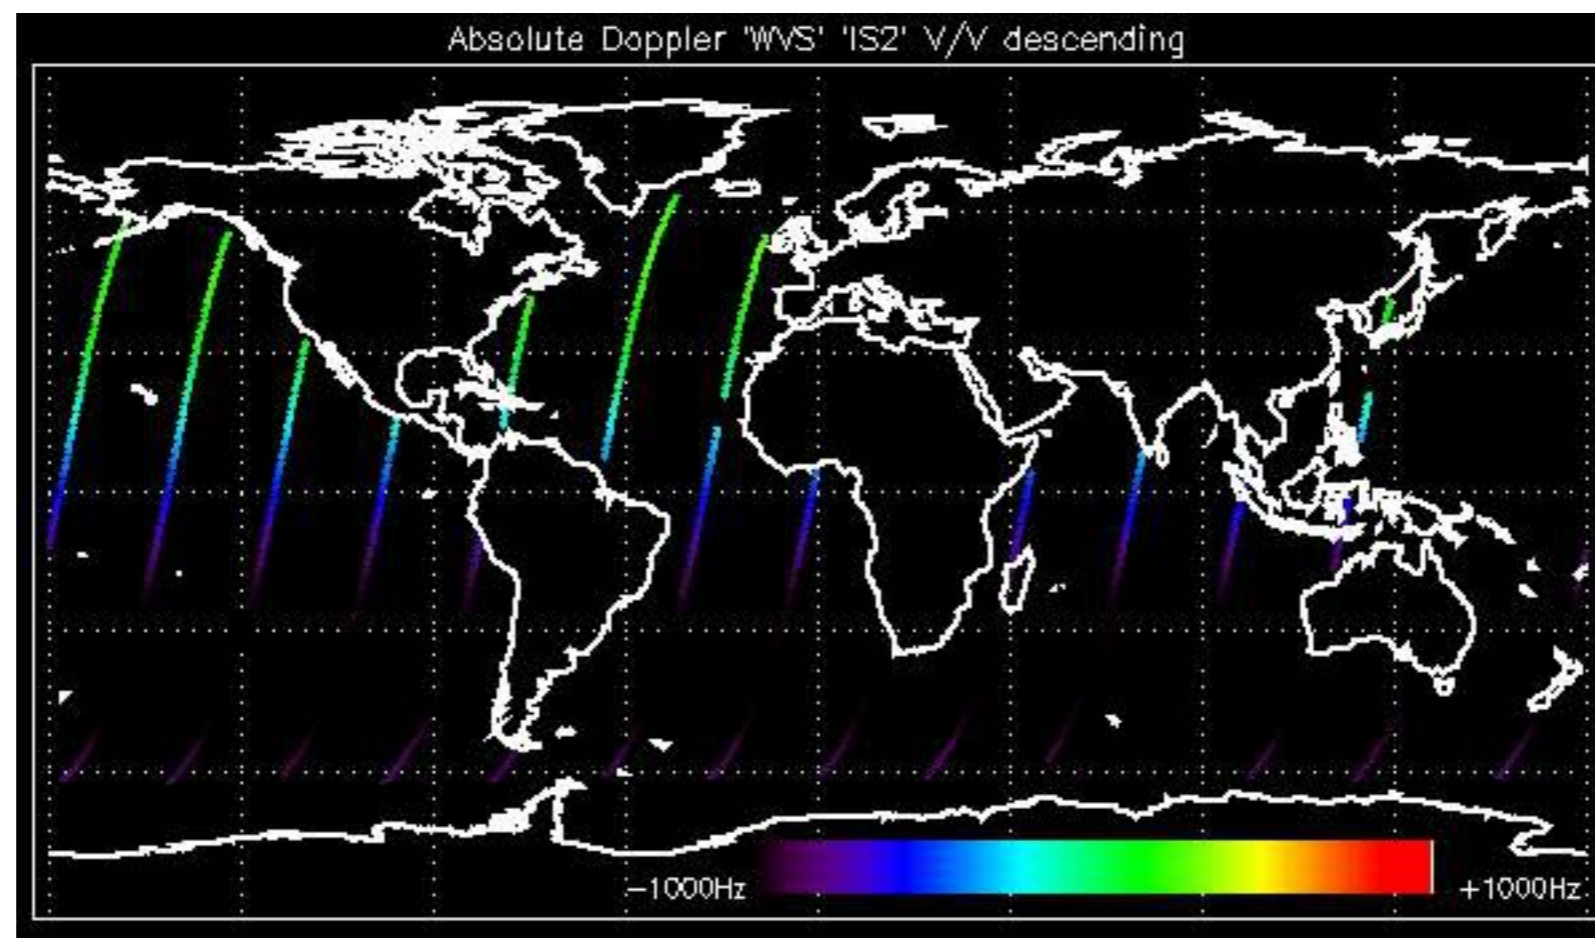 Absolute Doppler 'WVS' 'IS2' V/V descending
−1000Hz
+1000Hz